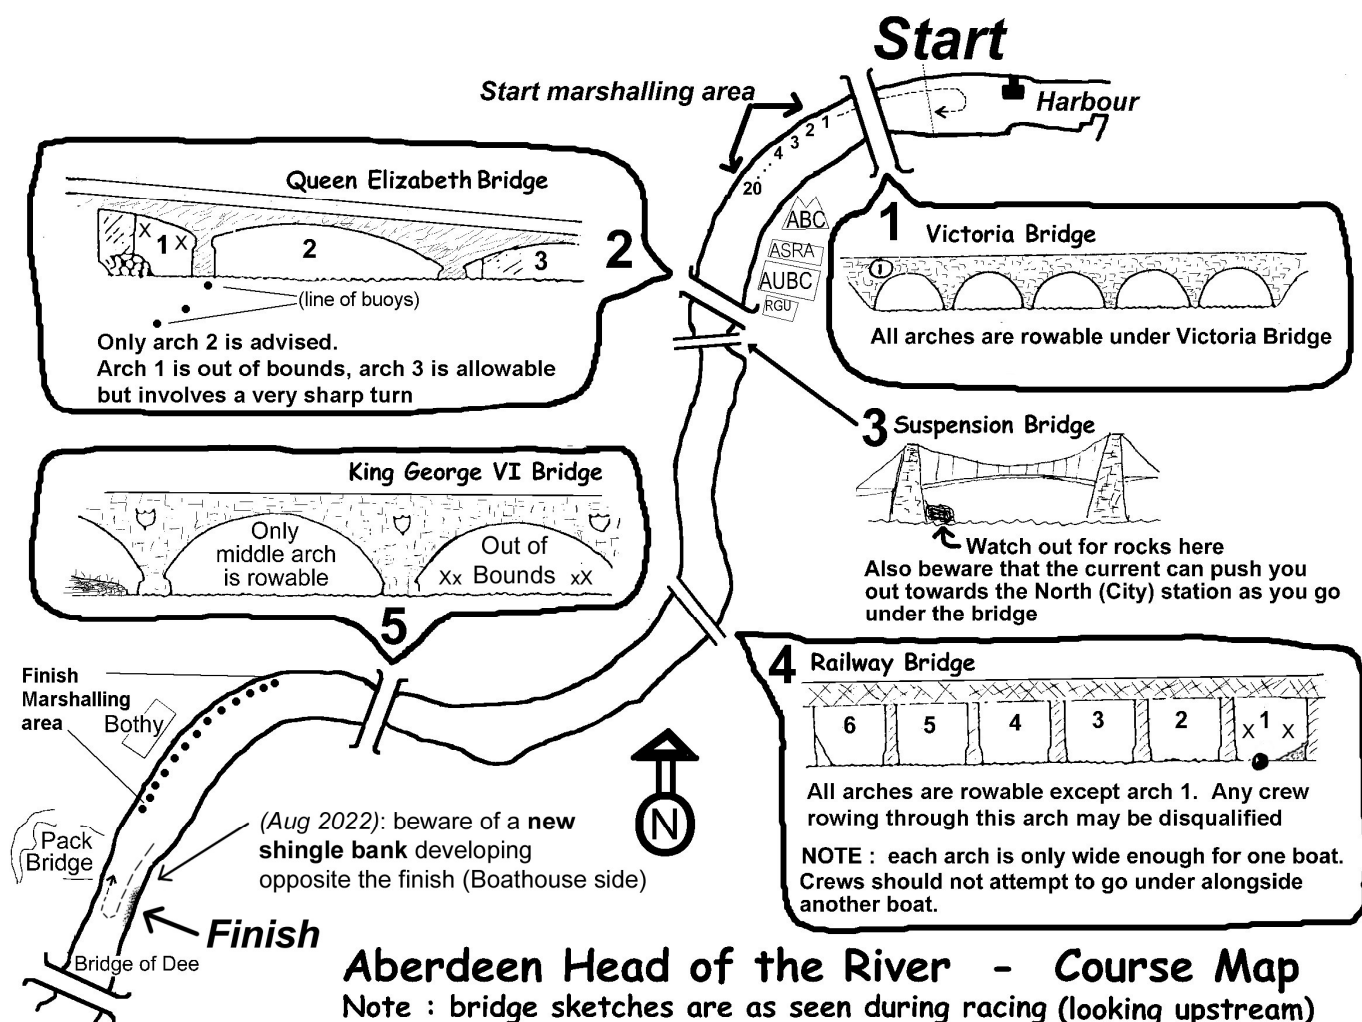 Start
Start marshalling area
Harbour
1
2
3
4
20
ABC
ASRA
AUBC
RGU
Queen Elizabeth Bridge
X 1 X
2
3
(line of buoys)
Only arch 2 is advised.
Arch 1 is out of bounds, arch 3 is allowable
but involves a very sharp turn
2
1
Victoria Bridge
1
All arches are rowable under Victoria Bridge
3 Suspension Bridge
Watch out for rocks here
Also beware that the current can push you
out towards the North (City) station as you go
under the bridge
King George VI Bridge
Only
middle arch
is rowable
Out of
Xx Bounds xX
5
4 Railway Bridge
6 5 4 3 2 X 1 X
All arches are rowable except arch 1. Any crew
rowing through this arch may be disqualified
NOTE : each arch is only wide enough for one boat.
Crews should not attempt to go under alongside
another boat.
Finish
Marshalling
area
Bothy
N
(Aug 2022): beware of a new
shingle bank developing
opposite the finish (Boathouse side)
Pack
Bridge
Finish
Bridge of Dee
Aberdeen Head of the River - Course Map
Note : bridge sketches are as seen during racing (looking upstream)